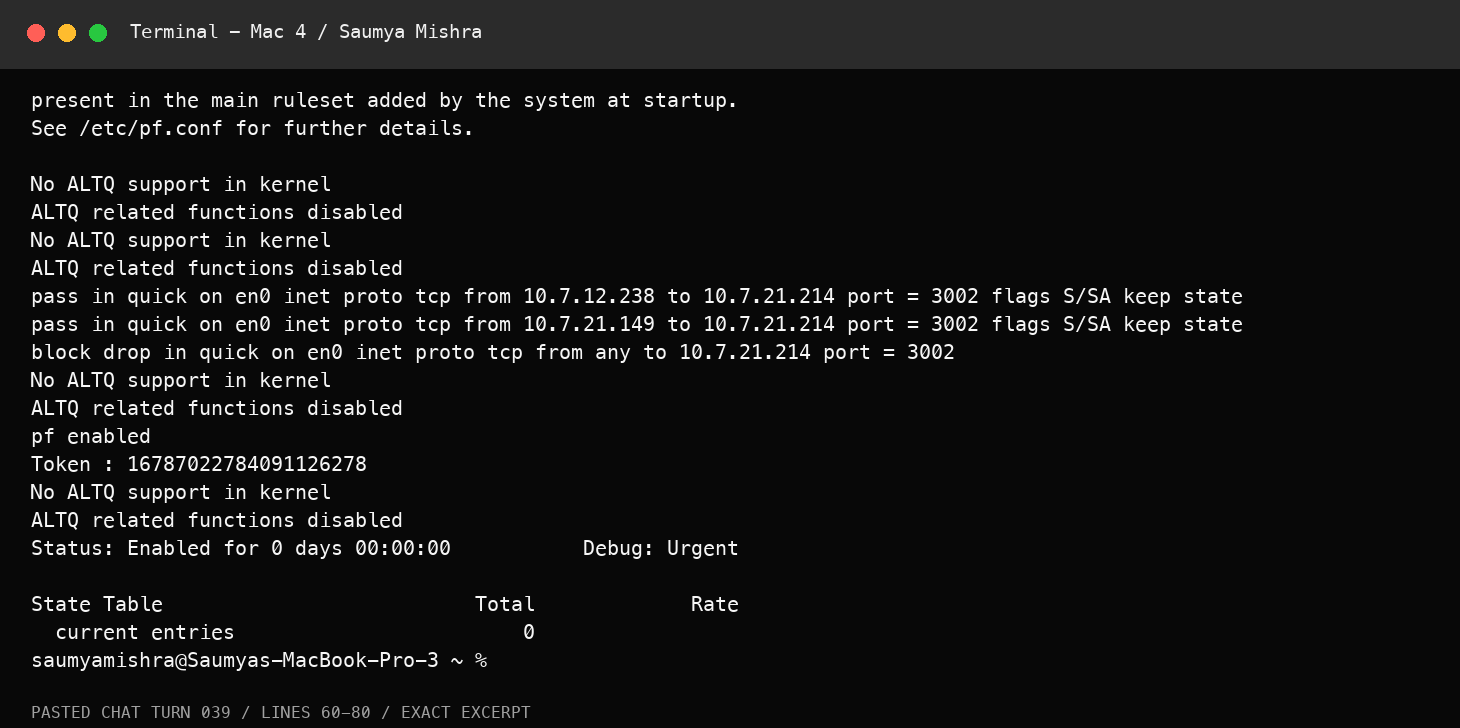 Terminal – Mac 4 / Saumya Mishra
present in the main ruleset added by the system at startup.
See /etc/pf.conf for further details.
No ALTQ support in kernel
ALTQ related functions disabled
No ALTQ support in kernel
ALTQ related functions disabled
pass in quick on en0 inet proto tcp from 10.7.12.238 to 10.7.21.214 port = 3002 flags S/SA keep state
pass in quick on en0 inet proto tcp from 10.7.21.149 to 10.7.21.214 port = 3002 flags S/SA keep state
block drop in quick on en0 inet proto tcp from any to 10.7.21.214 port = 3002
No ALTQ support in kernel
ALTQ related functions disabled
pf enabled
Token : 16787022784091126278
No ALTQ support in kernel
ALTQ related functions disabled
Status: Enabled for 0 days 00:00:00           Debug: Urgent
State Table                          Total             Rate
  current entries                        0
saumyamishra@Saumyas-MacBook-Pro-3 ~ %
PASTED CHAT TURN 039 / LINES 60–80 / EXACT EXCERPT